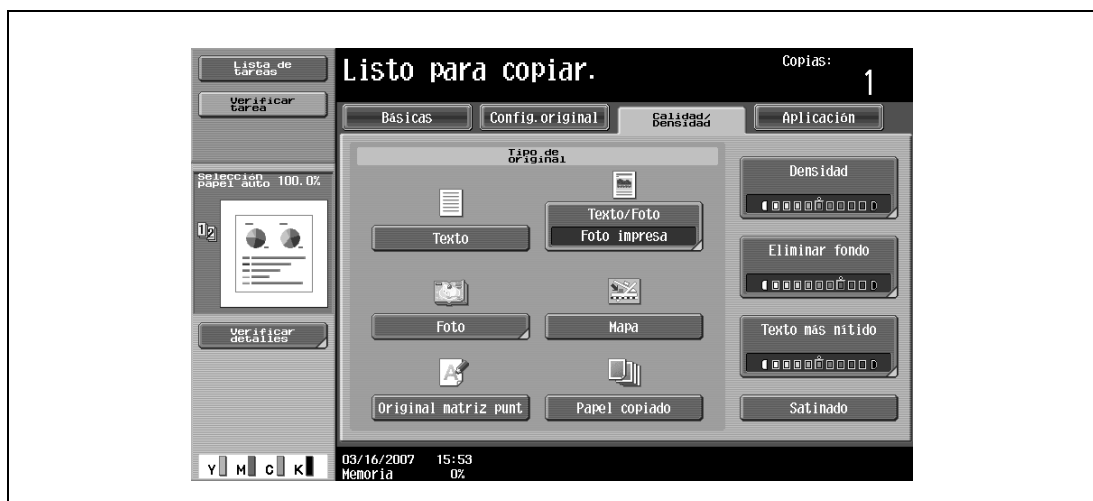 Lista de
tareas
Verificar
tarea
Listo para copiar.
Copias:
1
Básicas
Config.original
Calidad/
Densidad
Aplicación
Selección
papel auto 100.0%
12
Verificar
detalles
Tipo de
original
Texto
Texto/Foto
Foto impresa
Foto
Mapa
Original matriz punt
Papel copiado
Densidad
Eliminar fondo
Texto más nítido
Satinado
Y M C K
03/16/2007 15:53
Memoria 0%